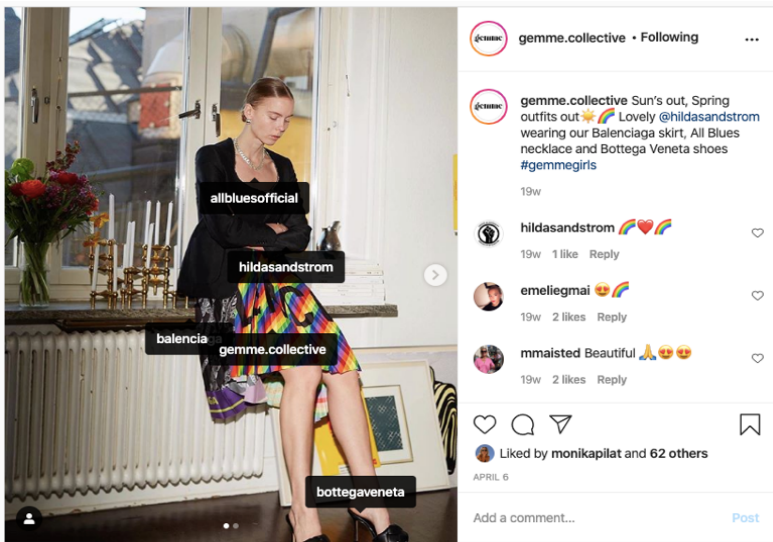 gemme
gemme.collective • Following
gemme
gemme.collective Sun's out, Spring
outfits out☀️🌈 Lovely @hildasandstrom
wearing our Balenciaga skirt, All Blues
necklace and Bottega Veneta shoes
#gemmegirls
19w
hildasandstrom 🌈❤️🌈
19w 1 like Reply
emeliegmai 😍🌈
19w 2 likes Reply
mmaisted Beautiful 🙏😍😍
19w 2 likes Reply
Liked by monikapilat and 62 others
APRIL 6
Add a comment... Post
allbluesofficial
hildasandstrom
balenciaga
gemme.collective
bottegaveneta